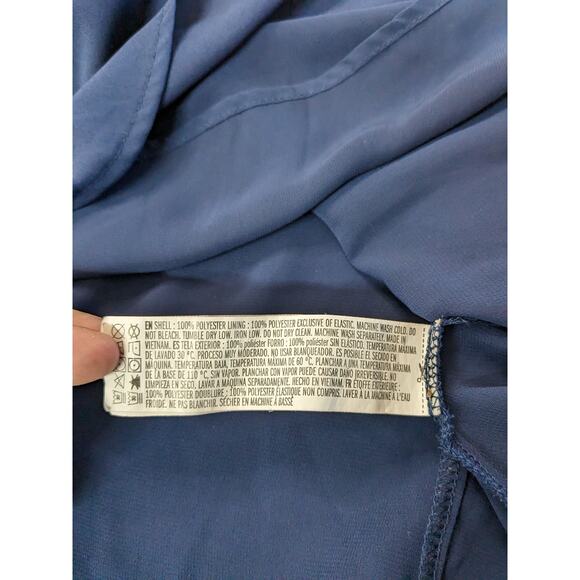 EN SHELL : 100% POLYESTER LINING : 100% POLYESTER EXCLUSIVE OF ELASTIC. MACHINE WASH COLD. DO
NOT BLEACH. TUMBLE DRY LOW. IRON LOW. DO NOT DRY CLEAN. MACHINE WASH SEPARATELY. MADE IN
VIETNAM. ES TELA EXTERIOR : 100% poliéster FORRO : 100% poliéster SIN ELÁSTICO. TEMPERATURA MÁXIMA
DE LAVADO 30 °C. PROCESO MUY MODERADO. NO USAR BLANQUEADOR. ES POSIBLE EL SECADO EN
MÁQUINA. TEMPERATURA BAJA, TEMPERATURA MÁXIMA DE 60 °C. PLANCHAR A UNA TEMPERATURA MÁXIMA
DE LA BASE DE 110 °C, SIN VAPOR. PLANCHAR CON VAPOR PUEDE CAUSAR DAÑO IRREVERSIBLE. NO
LIMPIEZA EN SECO. LAVAR A MAQUINA SEPARADAMENTE. HECHO EN VIETNAM. FR ÉTOFFE EXTÉRIEURE :
100% POLYESTER DOUBLURE : 100% POLYESTER ÉLASTIQUE NON COMPRIS. LAVER À LA MACHINE À L'EAU
FROIDE. NE PAS BLANCHIR. SÉCHER EN MACHINE À BASSE